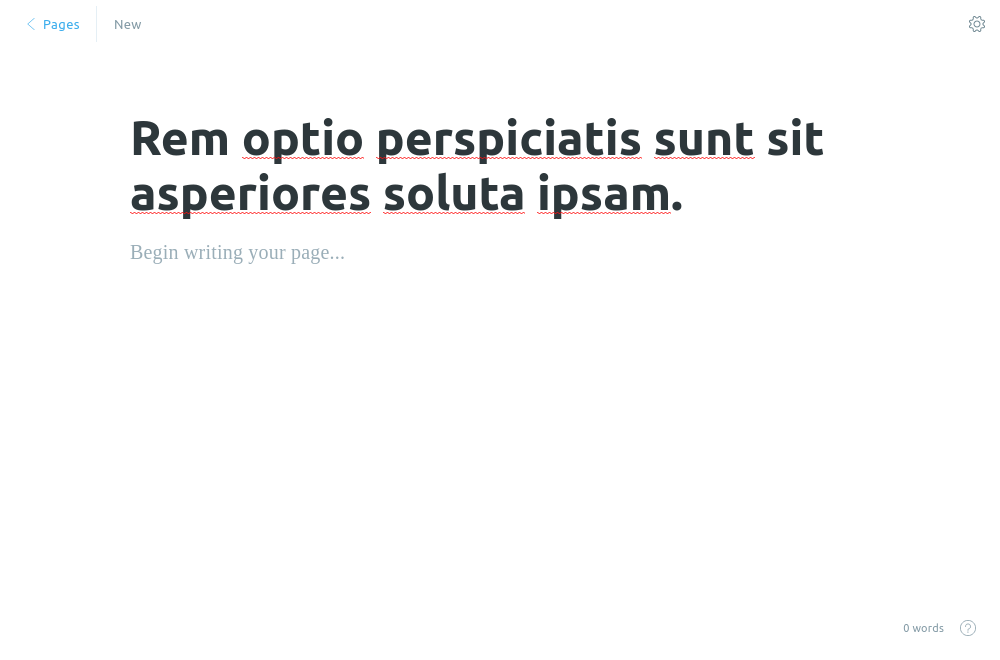 Pages
New
Rem optio perspiciatis sunt sit
asperiores soluta ipsam.
Begin writing your page...
0 words
?